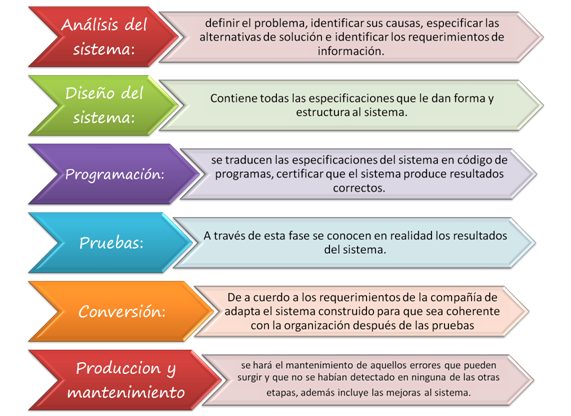 Análisis del
sistema:
definir el problema, identificar sus causas, especificar las
alternativas de solución e identificar los requerimientos de
información.
Diseño del
sistema:
Contiene todas las especificaciones que le dan forma y
estructura al sistema.
Programación:
se traducen las especificaciones del sistema en código de
programas, certificar que el sistema produce resultados
correctos.
Pruebas:
A través de esta fase se conocen en realidad los resultados
del sistema.
Conversión:
De a cuerdo a los requerimientos de la compañía de
adapta el sistema construido para que sea coherente
con la organización después de las pruebas
Produccion y
mantenimiento
se hará el mantenimiento de aquellos errores que pueden
surgir y que no se habían detectado en ninguna de las otras
etapas, además incluye las mejoras al sistema.